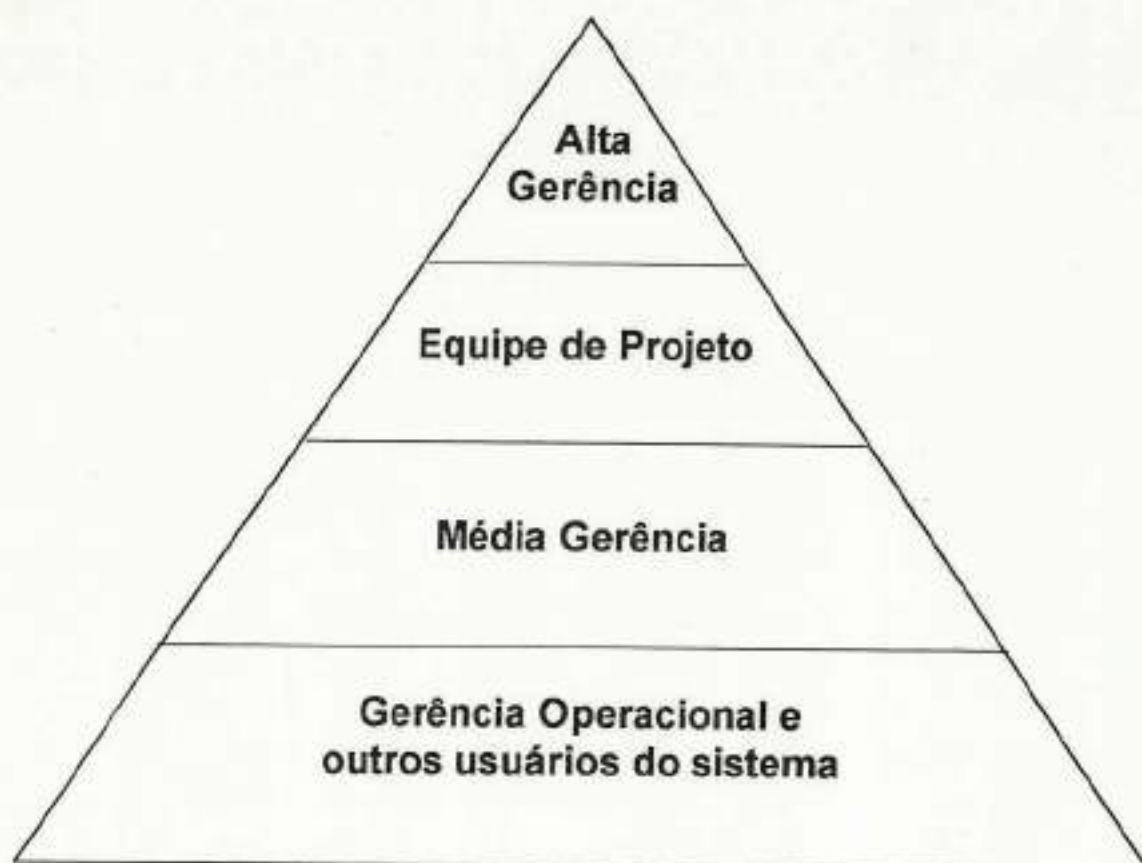 Alta
Gerência
Equipe de Projeto
Média Gerência
Gerência Operacional e
outros usuários do sistema